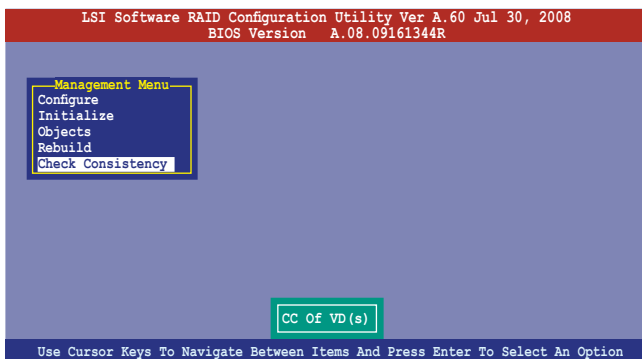 LSI Software RAID Configuration Utility Ver A.60 Jul 30, 2008
BIOS Version A.08.09161344R
Management Menu
Configure
Initialize
Objects
Rebuild
Check Consistency
CC Of VD(s)
Use Cursor Keys To Navigate Between Items And Press Enter To Select An Option